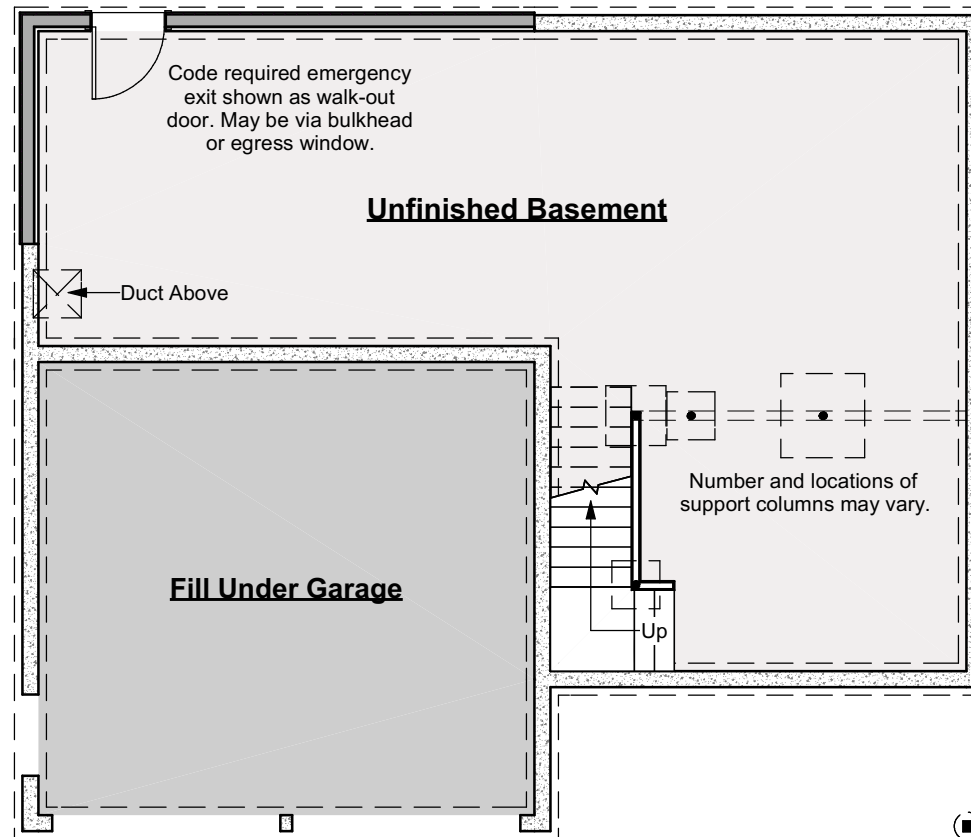 Code required emergency
exit shown as walk-out
door. May be via bulkhead
or egress window.
Unfinished Basement
Duct Above
Number and locations of
support columns may vary.
Fill Under Garage
Up